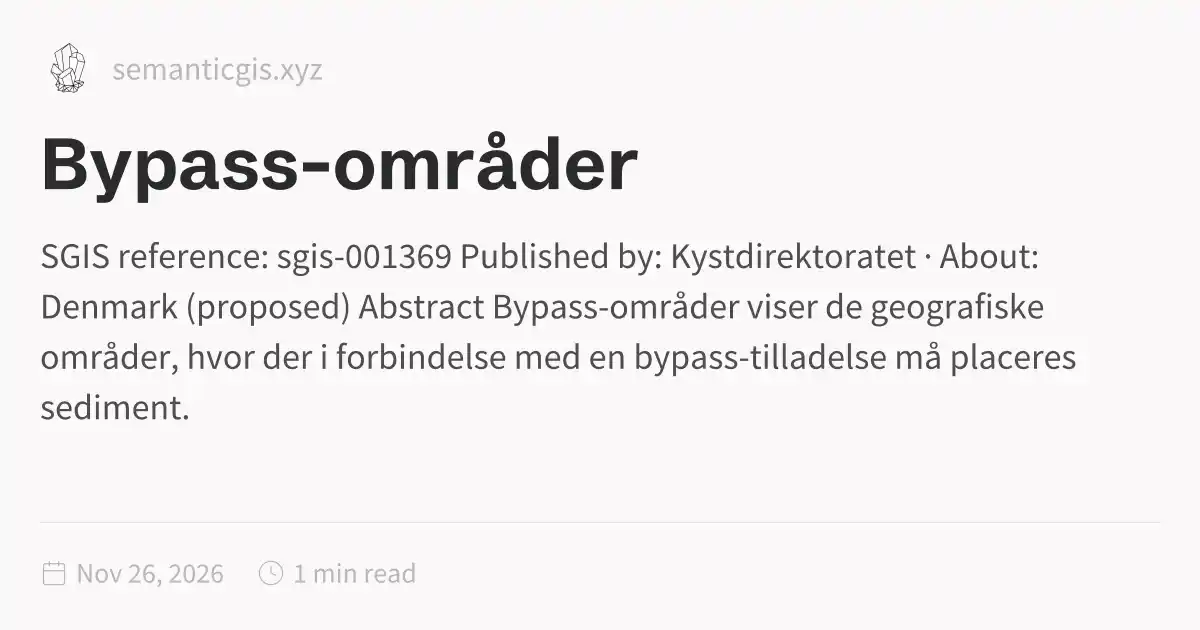 semanticgis.xyz
Bypass-områder
SGIS reference: sgis-001369 Published by: Kystdirektoratet · About:
Denmark (proposed) Abstract Bypass-områder viser de geografiske
områder, hvor der i forbindelse med en bypass-tilladelse må placeres
sediment.
Nov 26, 2026 1 min read